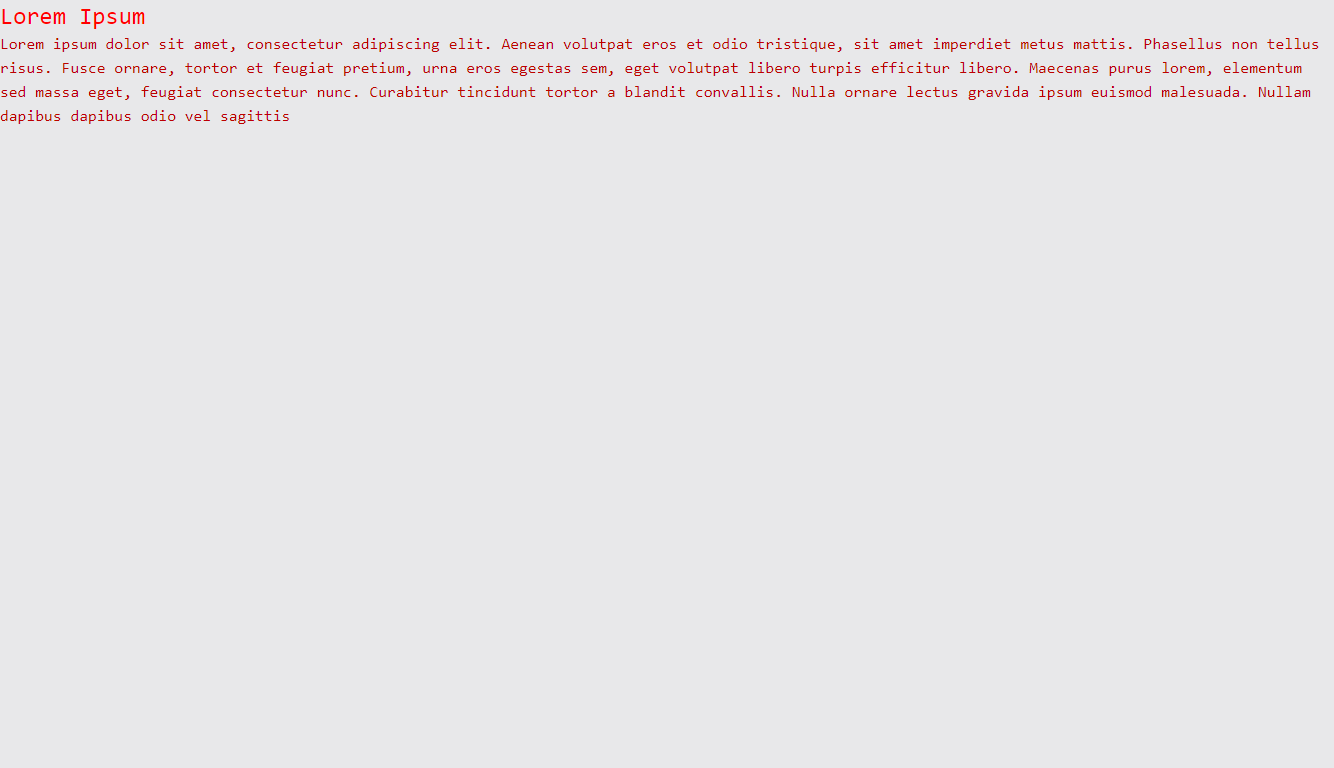 Lorem Ipsum
Lorem ipsum dolor sit amet, consectetur adipiscing elit. Aenean volutpat eros et odio tristique, sit amet imperdiet metus mattis. Phasellus non tellus
risus. Fusce ornare, tortor et feugiat pretium, urna eros egestas sem, eget volutpat libero turpis efficitur libero. Maecenas purus lorem, elementum
sed massa eget, feugiat consectetur nunc. Curabitur tincidunt tortor a blandit convallis. Nulla ornare lectus gravida ipsum euismod malesuada. Nullam
dapibus dapibus odio vel sagittis